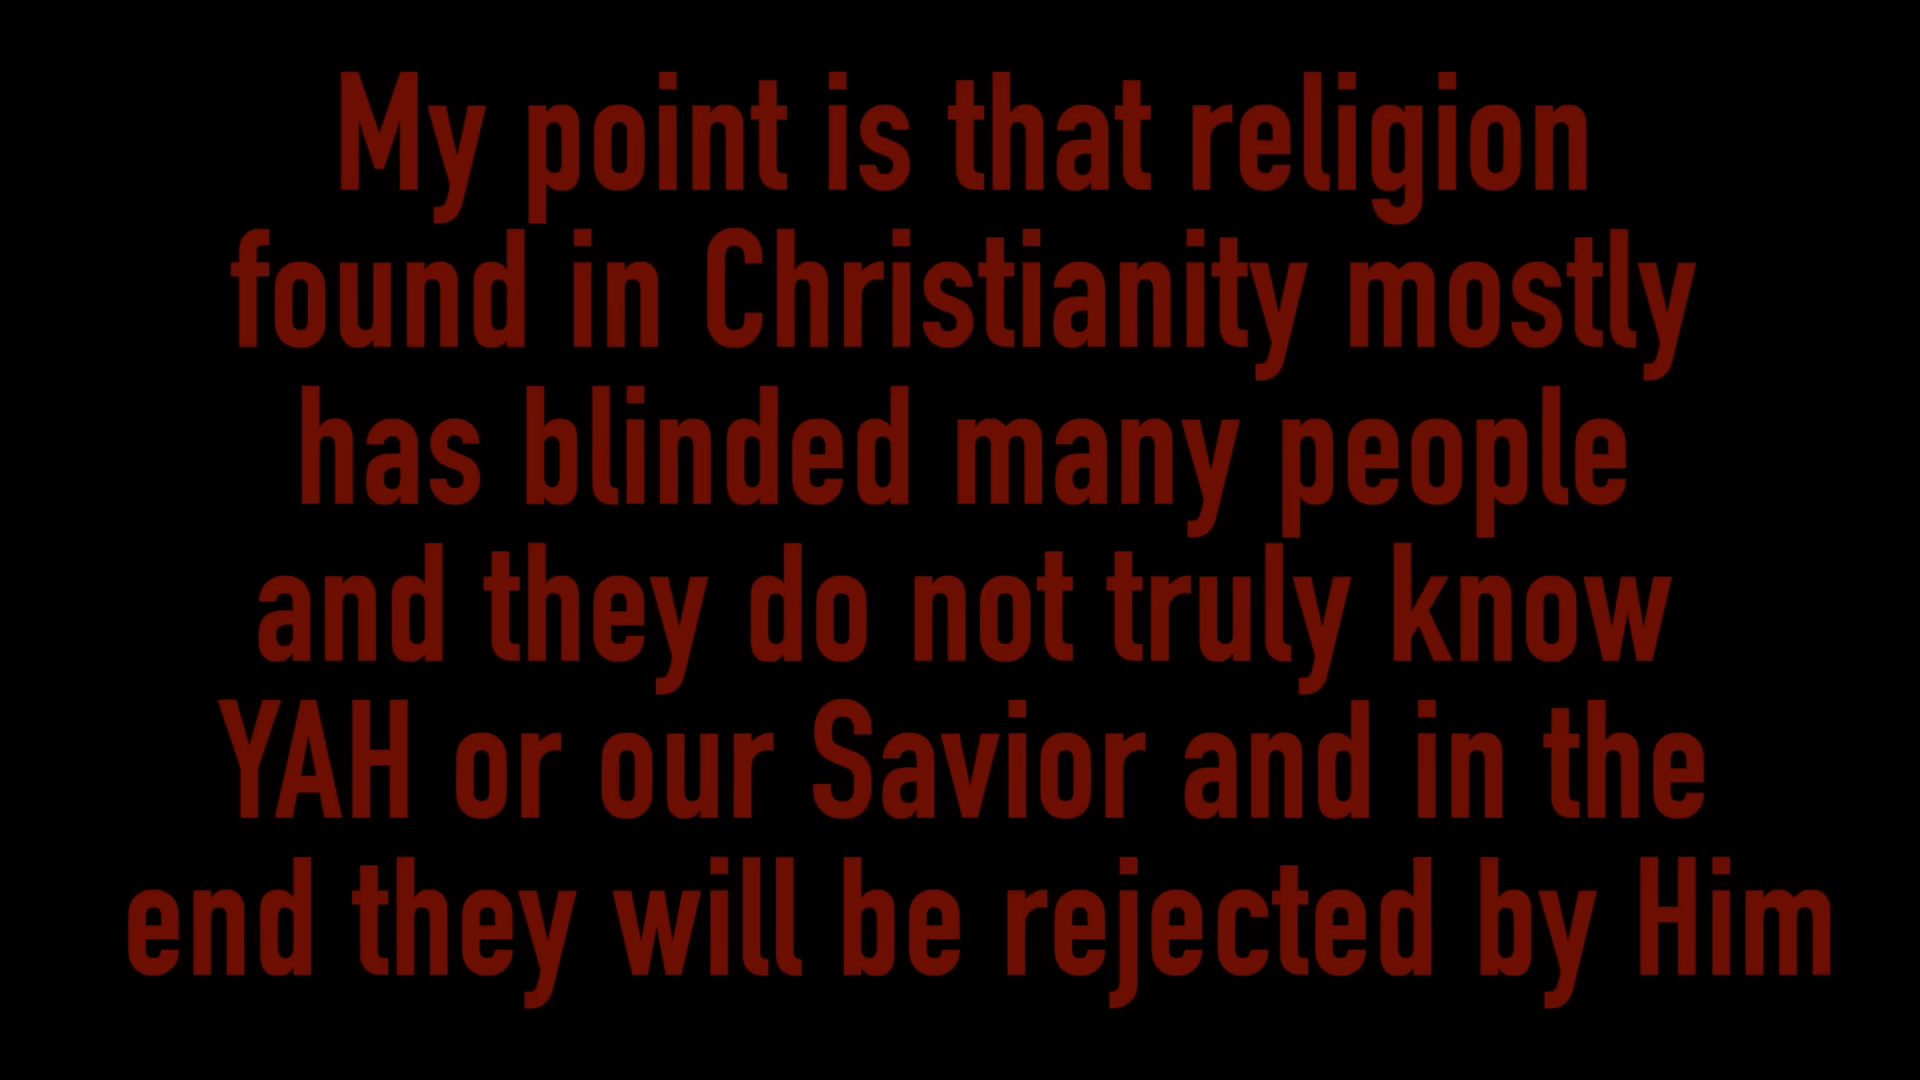 My point is that religion
found in Christianity mostly
has blinded many people
and they do not truly know
YAH or our Savior and in the
end they will be rejected by Him